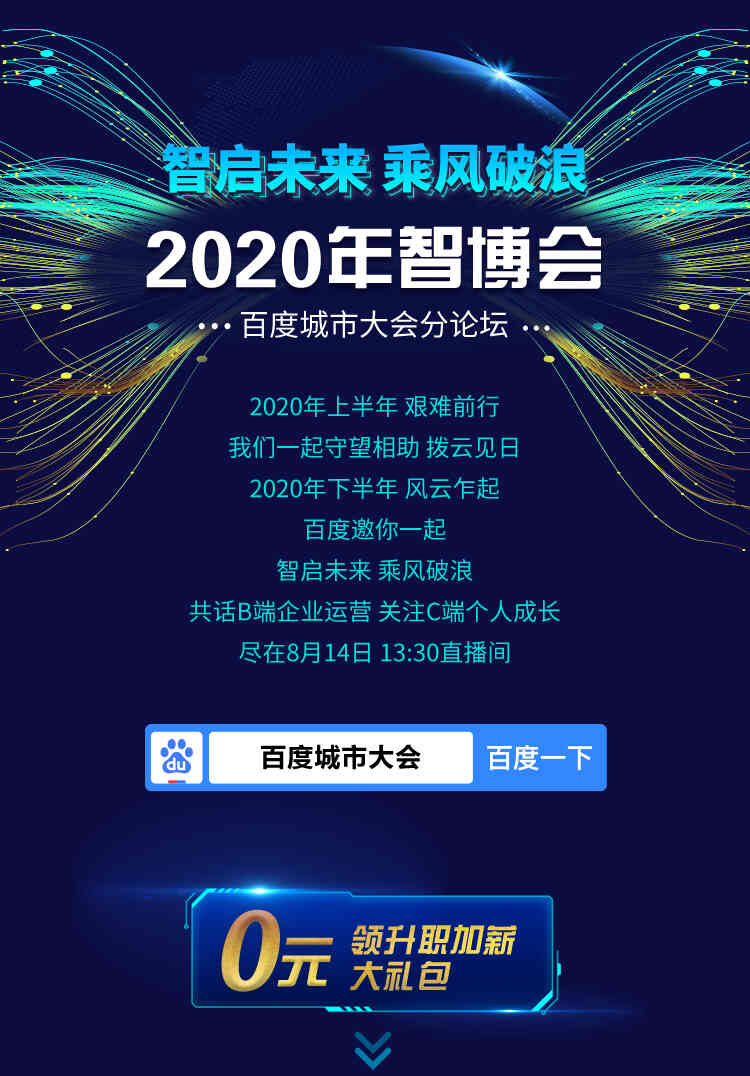 智启未来 乘风破浪
2020年智博会
··· 百度城市大会分论坛 ···
2020年上半年 艰难前行
我们一起守望相助 拨云见日
2020年下半年 风云乍起
百度邀你一起
智启未来 乘风破浪
共话B端企业运营 关注C端个人成长
尽在8月14日 13:30直播间
du 百度城市大会 百度一下
0元 领升职加薪
大礼包